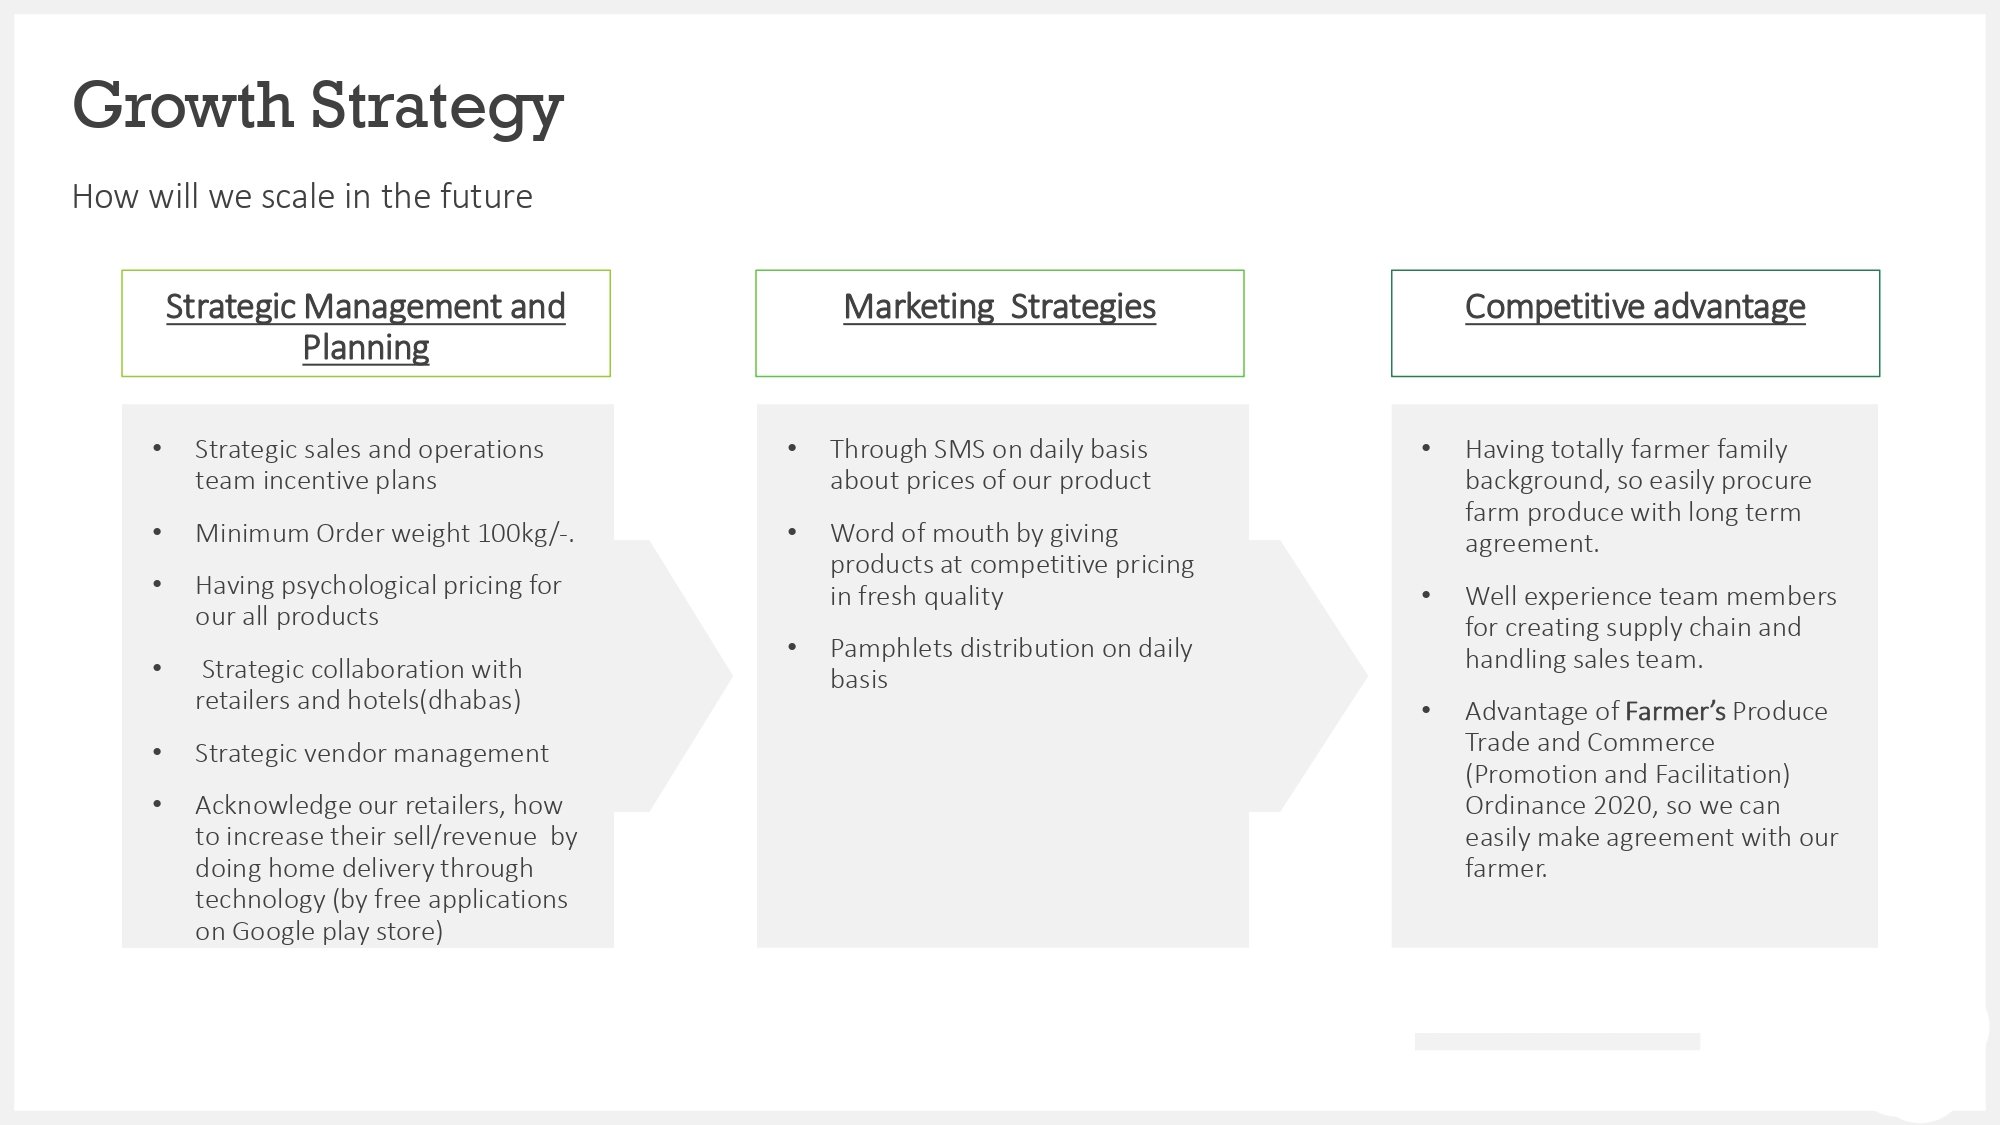 Growth Strategy
How will we scale in the future
Strategic Management and
Planning
• Strategic sales and operations
team incentive plans
• Minimum Order weight 100kg/-.
• Having psychological pricing for
our all products
• Strategic collaboration with
retailers and hotels(dhabas)
• Strategic vendor management
• Acknowledge our retailers, how
to increase their sell/revenue  by
doing home delivery through
technology (by free applications
on Google play store)
Marketing  Strategies
• Through SMS on daily basis
about prices of our product
• Word of mouth by giving
products at competitive pricing
in fresh quality
• Pamphlets distribution on daily
basis
Competitive advantage
• Having totally farmer family
background, so easily procure
farm produce with long term
agreement.
• Well experience team members
for creating supply chain and
handling sales team.
• Advantage of Farmer’s Produce
Trade and Commerce
(Promotion and Facilitation)
Ordinance 2020, so we can
easily make agreement with our
farmer.